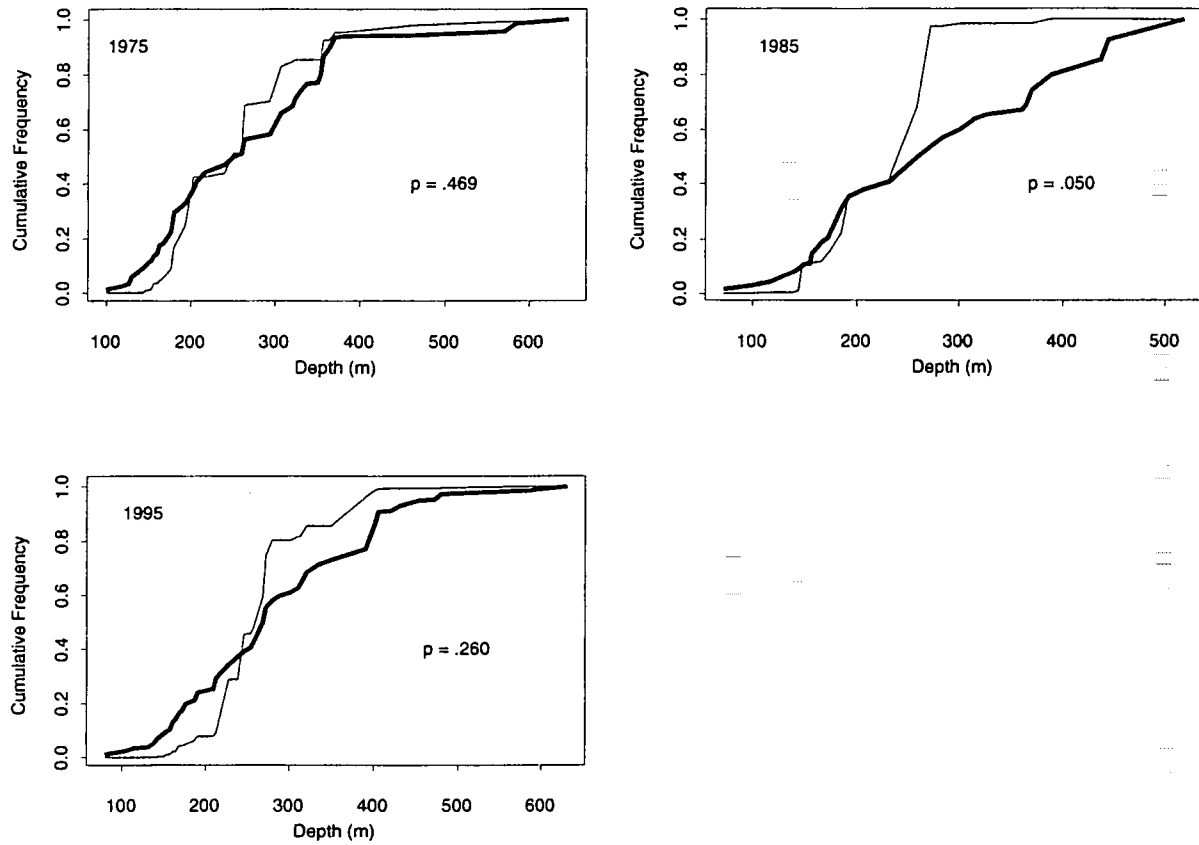 1975
p = .469
Cumulative Frequency
0.0 0.2 0.4 0.6 0.8 1.0
100 200 300 400 500 600
Depth (m)
1985
p = .050
Cumulative Frequency
0.0 0.2 0.4 0.6 0.8 1.0
100 200 300 400 500
Depth (m)
1995
p = .260
Cumulative Frequency
0.0 0.2 0.4 0.6 0.8 1.0
100 200 300 400 500 600
Depth (m)